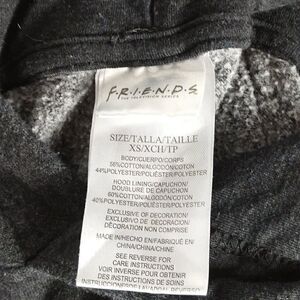 F·R·I·E·N·D·S
THE TELEVISION SERIES
SIZE/TALLA/TAILLE
XS/XCH/TP
BODY/CUERPO/CORPS
56%COTTON/ALGODÓN/COTON
44%POLYESTER/POLIÉSTER/POLYESTER
HOOD LINING/CAPUCHON/
DOUBLURE DE CAPUCHON
60%COTTON/ALGODÓN/COTON
40%POLYESTER/POLIÉSTER/POLYESTER
EXCLUSIVE OF DECORATION/
EXCLUSIVO DE DECORACIÓN/
DÉCORATION NON COMPRISE
MADE IN/HECHO EN/FABRIQUÉ EN/
CHINA/CHINA/CHINE
SEE REVERSE FOR
CARE INSTRUCTIONS
VOIR INVERSE POUR OBTENIR
DES INSTRUCTIONS DE SOINS